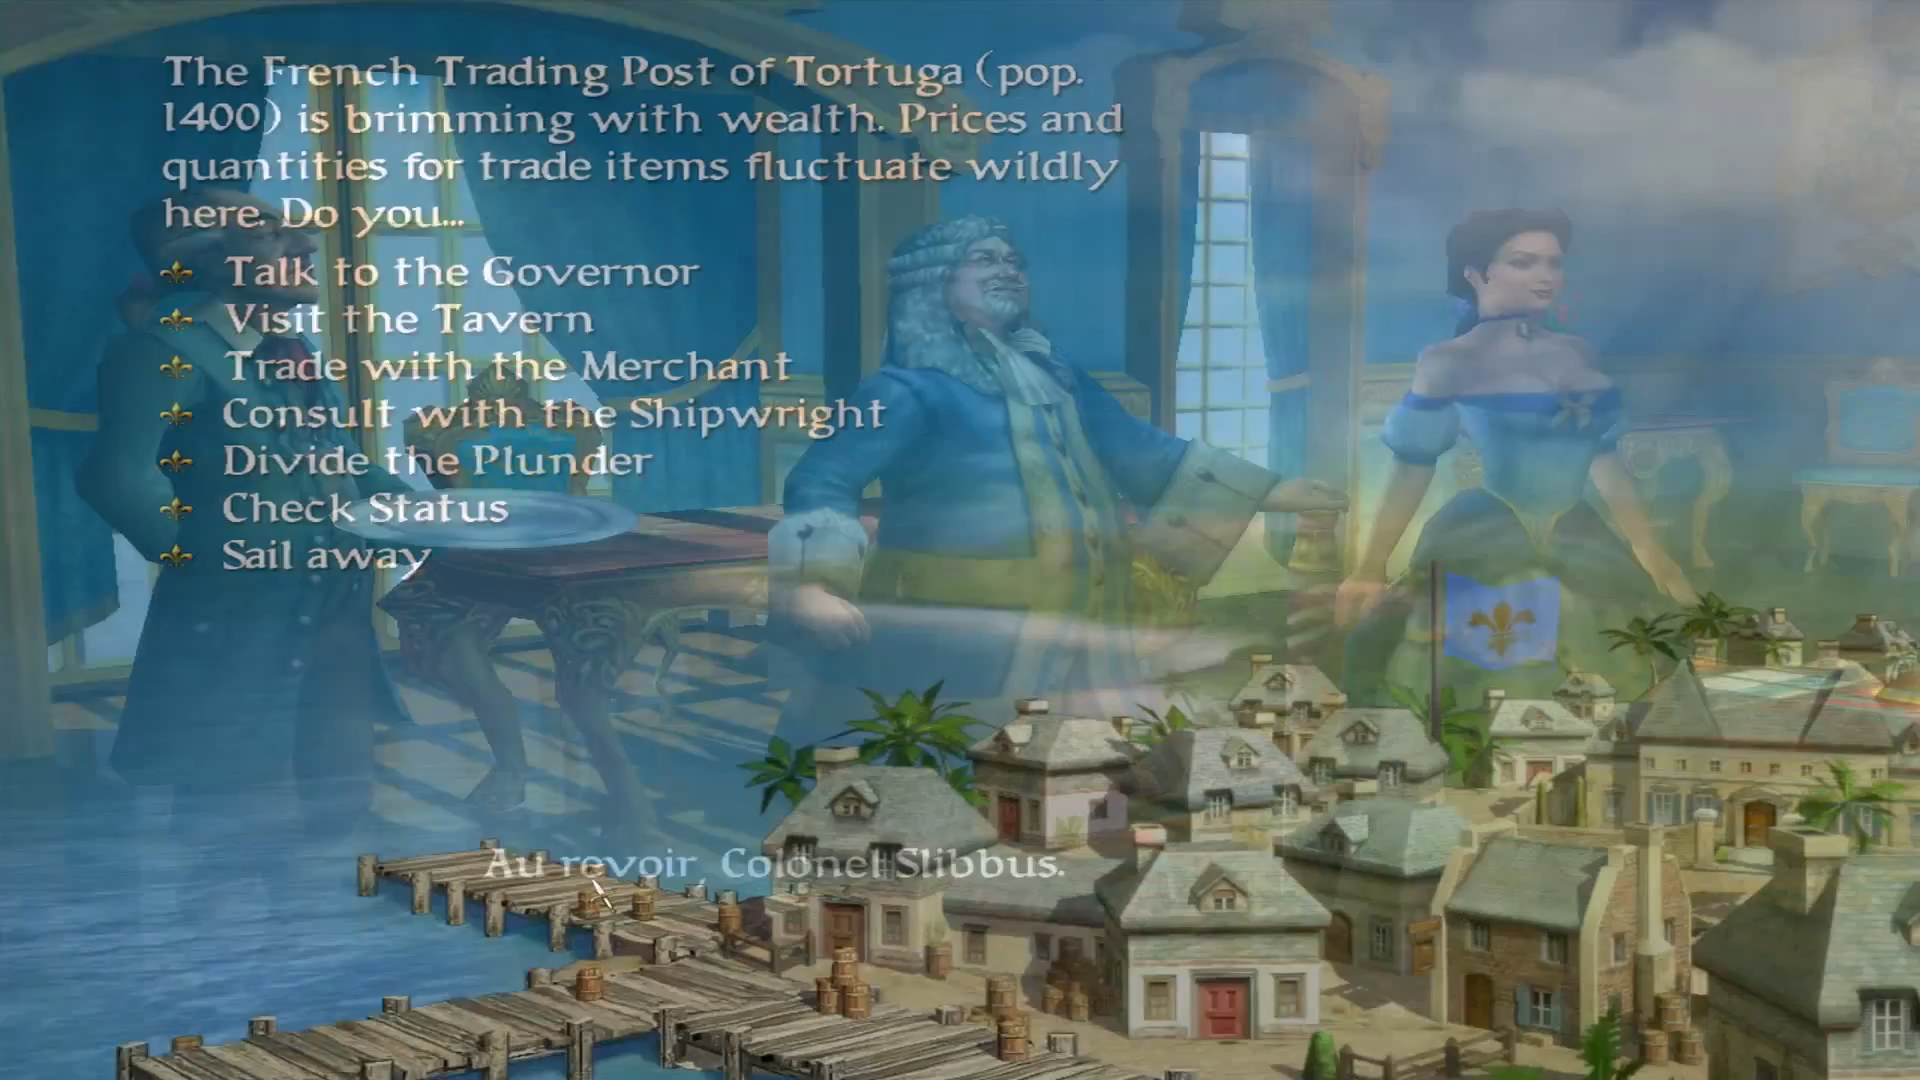 The French Trading Post of Tortuga (pop.
1400) is brimming with wealth. Prices and
quantities for trade items fluctuate wildly
here. Do you...
Talk to the Governor
Visit the Tavern
Trade with the Merchant
Consult with the Shipwright
Divide the Plunder
Check Status
Sail away
Au revoir, Colonel Slibbus.